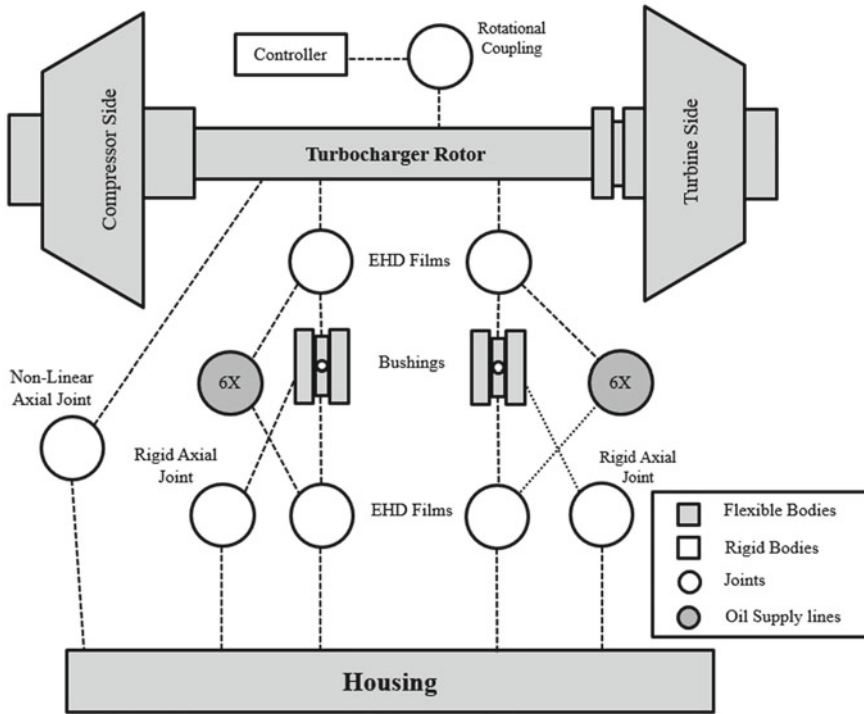 Rotational
Coupling
Controller
Compressor Side
Turbocharger Rotor
Turbine Side
EHD Films
Bushings
6X
6X
Non-Linear
Axial Joint
Rigid Axial
Joint
Rigid Axial
Joint
EHD Films
Flexible Bodies
Rigid Bodies
Joints
Oil Supply lines
Housing